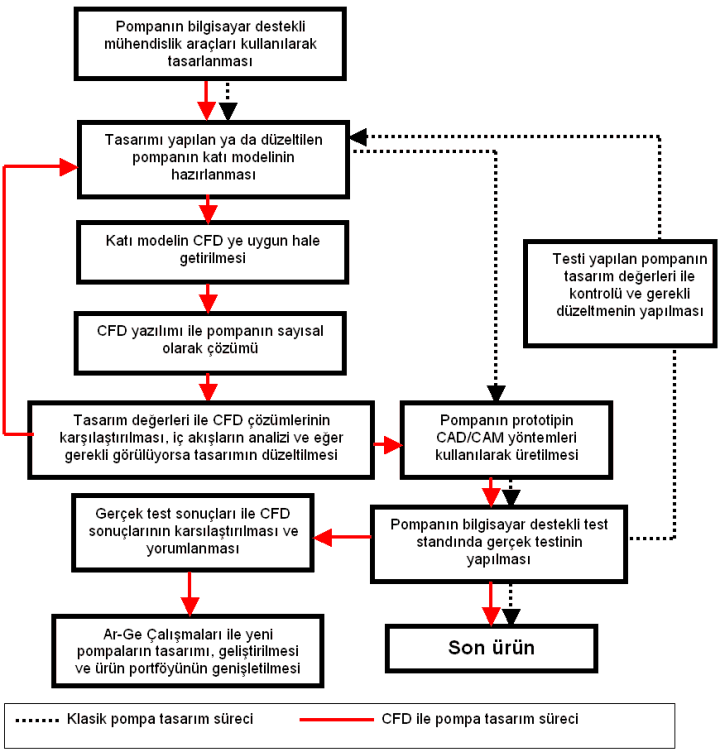 Pompanın bilgisayar destekli
mühendislik araçları kullanılarak
tasarlanması
Tasarımı yapılan ya da düzeltilen
pompanın katı modelinin
hazırlanması
Katı modelin CFD ye uygun hale
getirilmesi
Testi yapılan pompanın
tasarım değerleri ile
kontrolü ve gerekli
düzeltmenin yapılması
CFD yazılımı ile pompanın sayısal
olarak çözümü
Tasarım değerleri ile CFD çözümlerinin
karşılaştırılması, iç akışların analizi ve eğer
gerekli görülüyorsa tasarımın düzeltilmesi
Pompanın prototipin
CAD/CAM yöntemleri
kullanılarak üretilmesi
Gerçek test sonuçları ile CFD
sonuçlarının karsılaştırılması ve
yorumlanması
Pompanın bilgisayar destekli test
standında gerçek testinin
yapılması
Ar-Ge Çalışmaları ile yeni
pompaların tasarımı, geliştirilmesi
ve ürün portföyünün genişletilmesi
Son ürün
Klasik pompa tasarım süreci
CFD ile pompa tasarım süreci